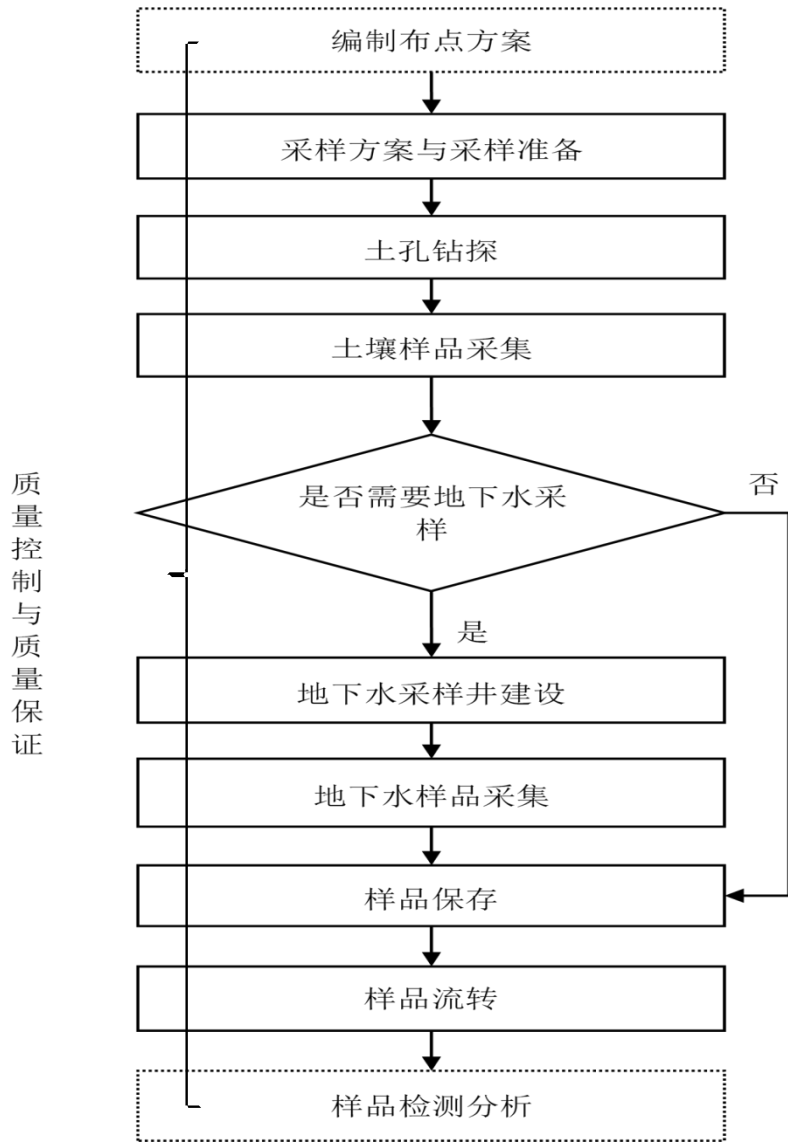 编制布点方案
采样方案与采样准备
土孔钻探
土壤样品采集
是否需要地下水采
样
否
是
地下水采样井建设
地下水样品采集
样品保存
样品流转
样品检测分析
质量控制与质量保证